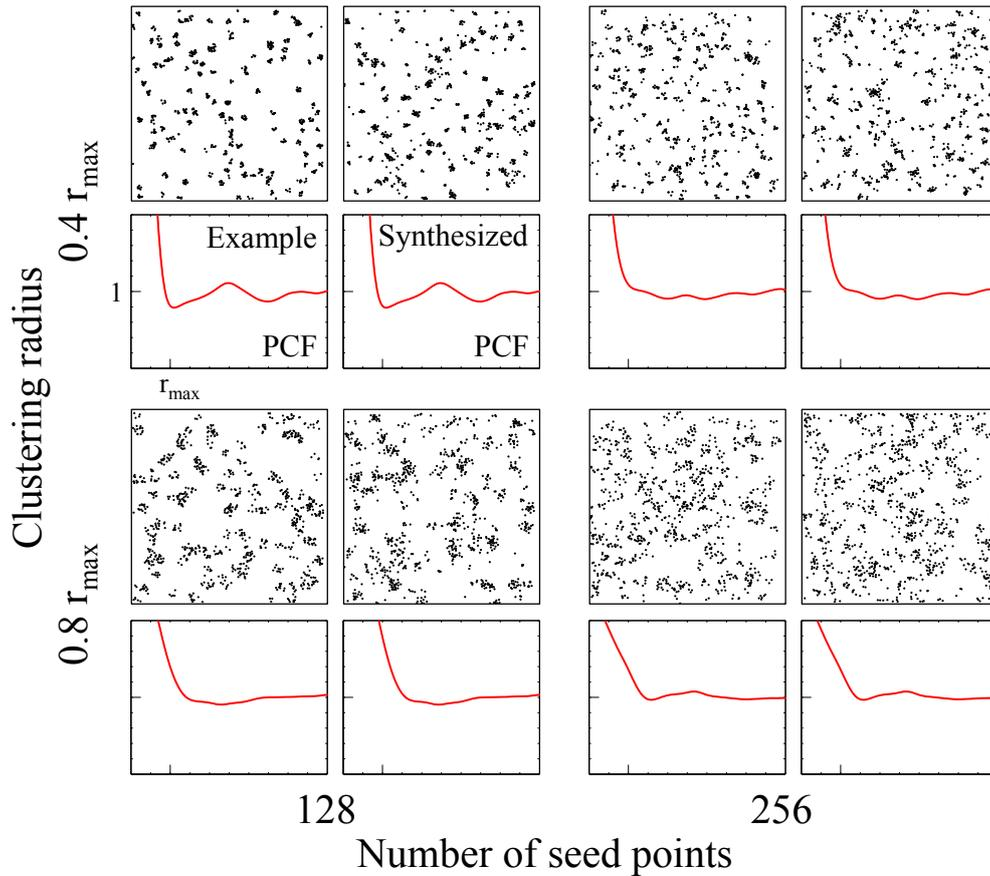 Clustering radius
0.4 r_max
Example
PCF
Synthesized
PCF
1
r_max
0.8 r_max
128
256
Number of seed points